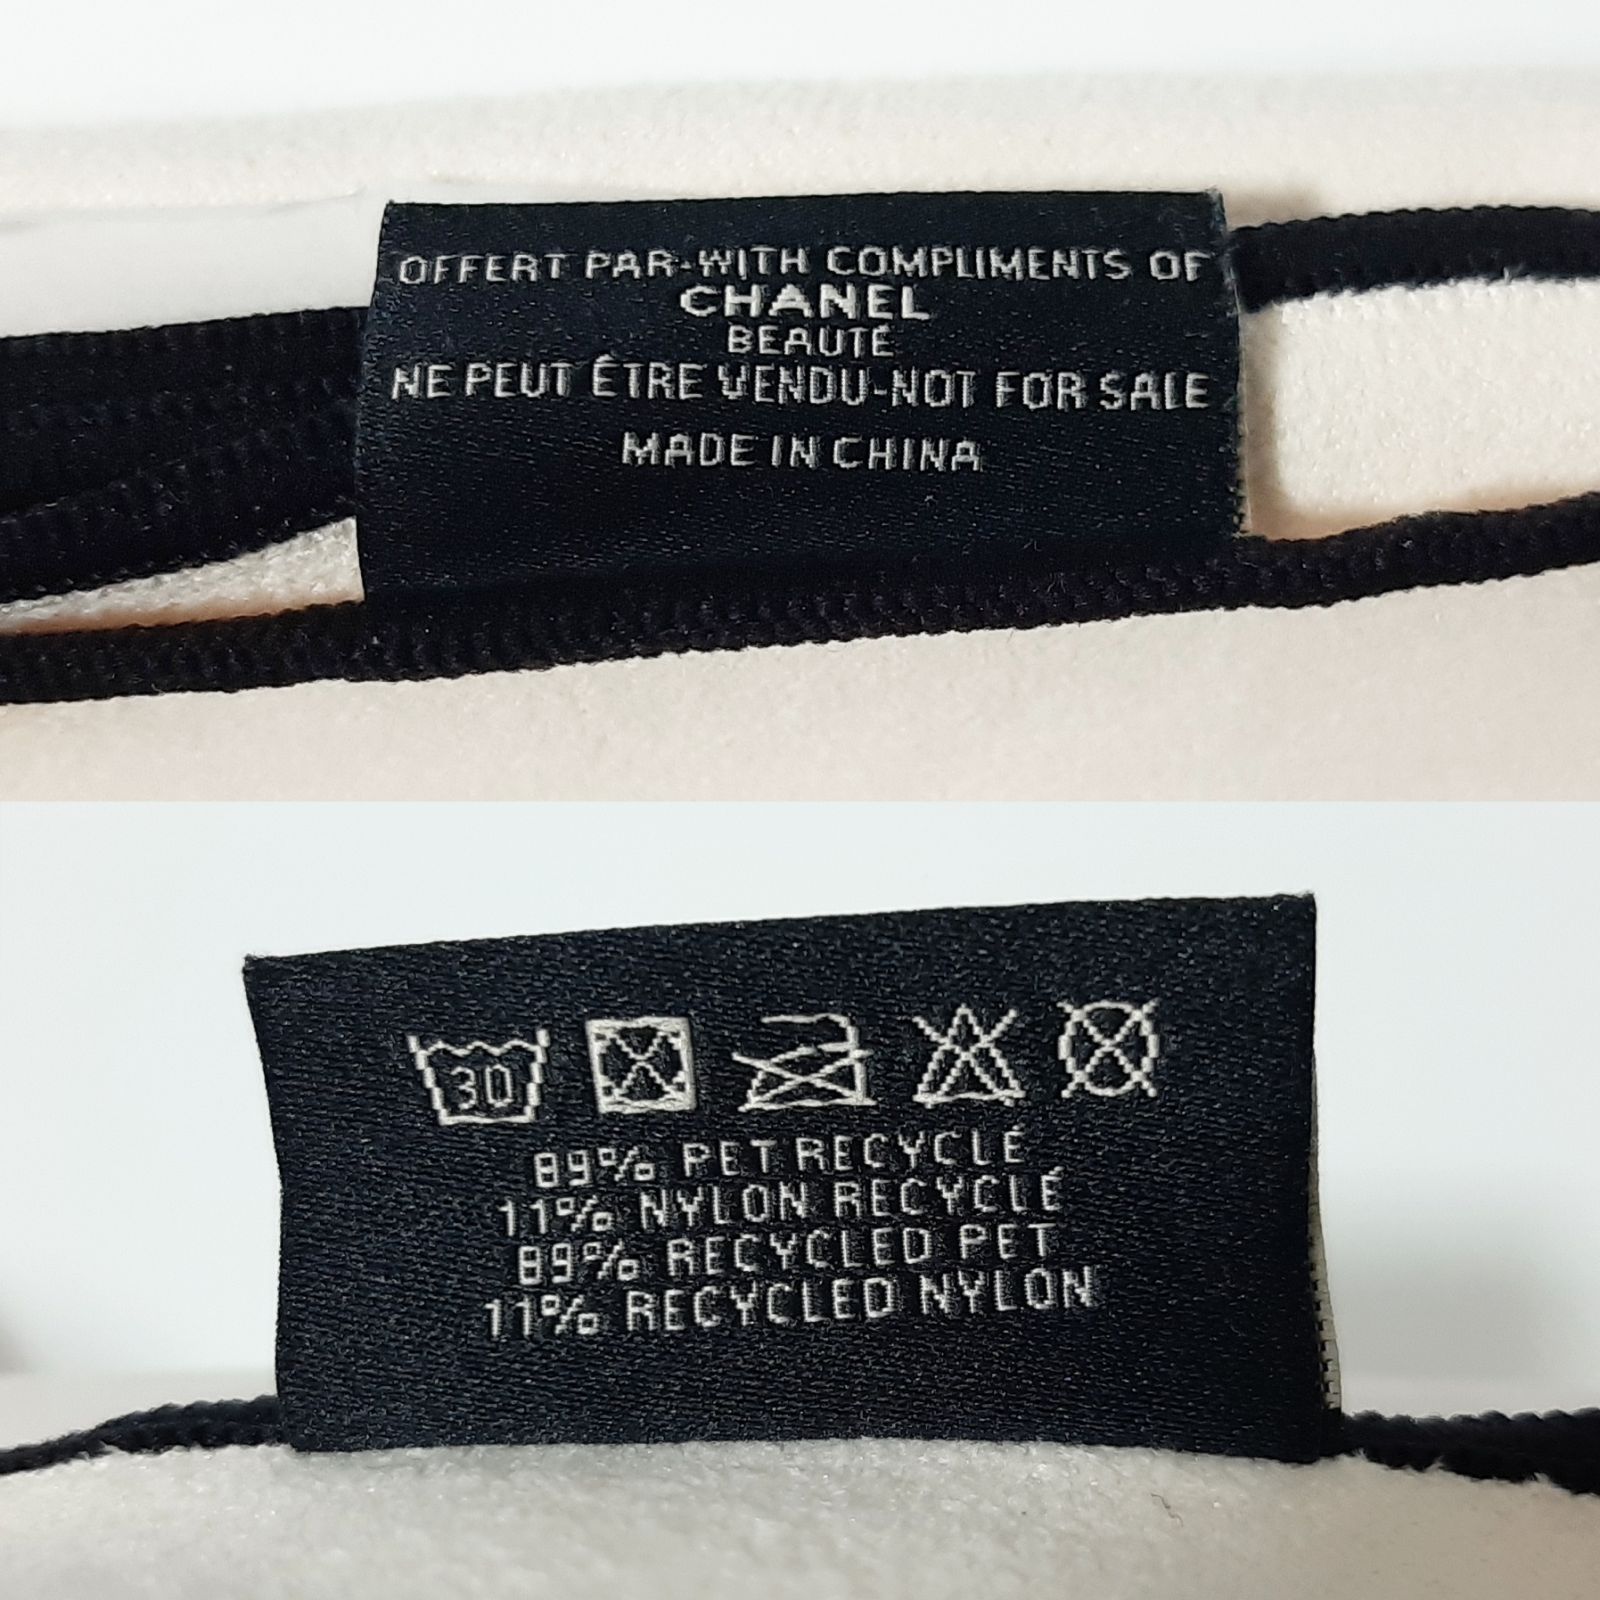 OFFERT PAR-WITH COMPLIMENTS OF
CHANEL
BEAUTÉ
NE PEUT ÊTRE VENDU-NOT FOR SALE
MADE IN CHINA
30
89% PET RECYCLÉ
11% NYLON RECYCLÉ
89% RECYCLED PET
11% RECYCLED NYLON